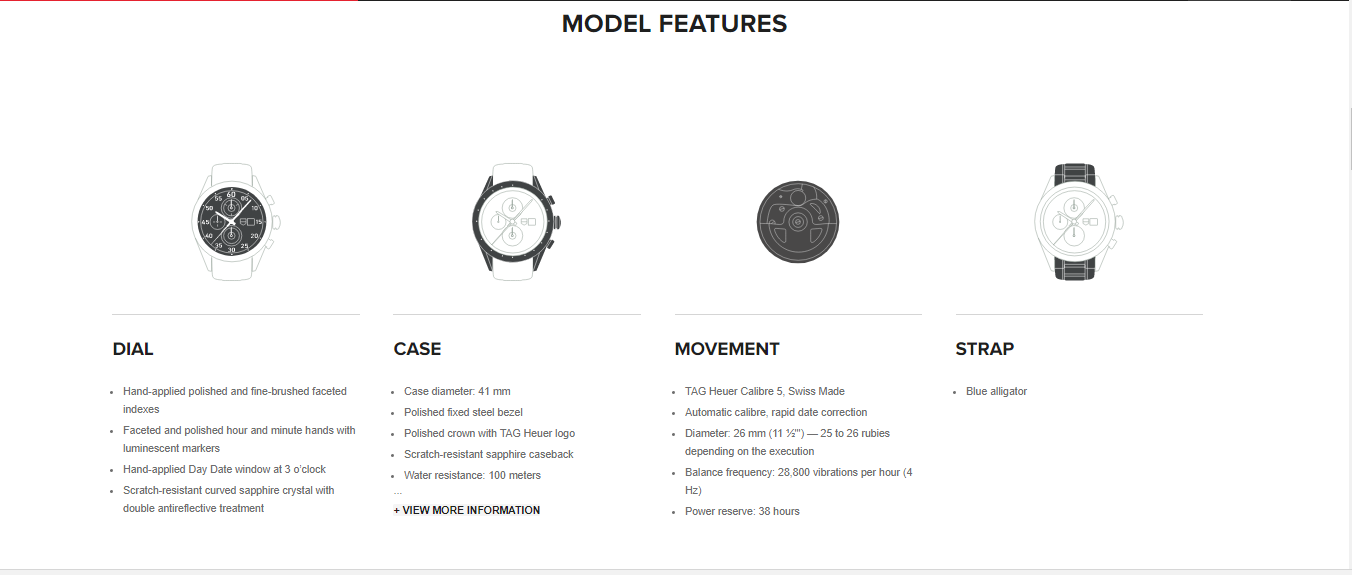 MODEL FEATURES
60
05
10
15
20
25
30
35
40
45
50
55
DIAL
Hand-applied polished and fine-brushed faceted
indexes
Faceted and polished hour and minute hands with
luminescent markers
Hand-applied Day Date window at 3 o'clock
Scratch-resistant curved sapphire crystal with
double antireflective treatment
CASE
Case diameter: 41 mm
Polished fixed steel bezel
Polished crown with TAG Heuer logo
Scratch-resistant sapphire caseback
Water resistance: 100 meters
...
+ VIEW MORE INFORMATION
MOVEMENT
TAG Heuer Calibre 5, Swiss Made
Automatic calibre, rapid date correction
Diameter: 26 mm (11 ½"') — 25 to 26 rubies
depending on the execution
Balance frequency: 28,800 vibrations per hour (4
Hz)
Power reserve: 38 hours
STRAP
Blue alligator